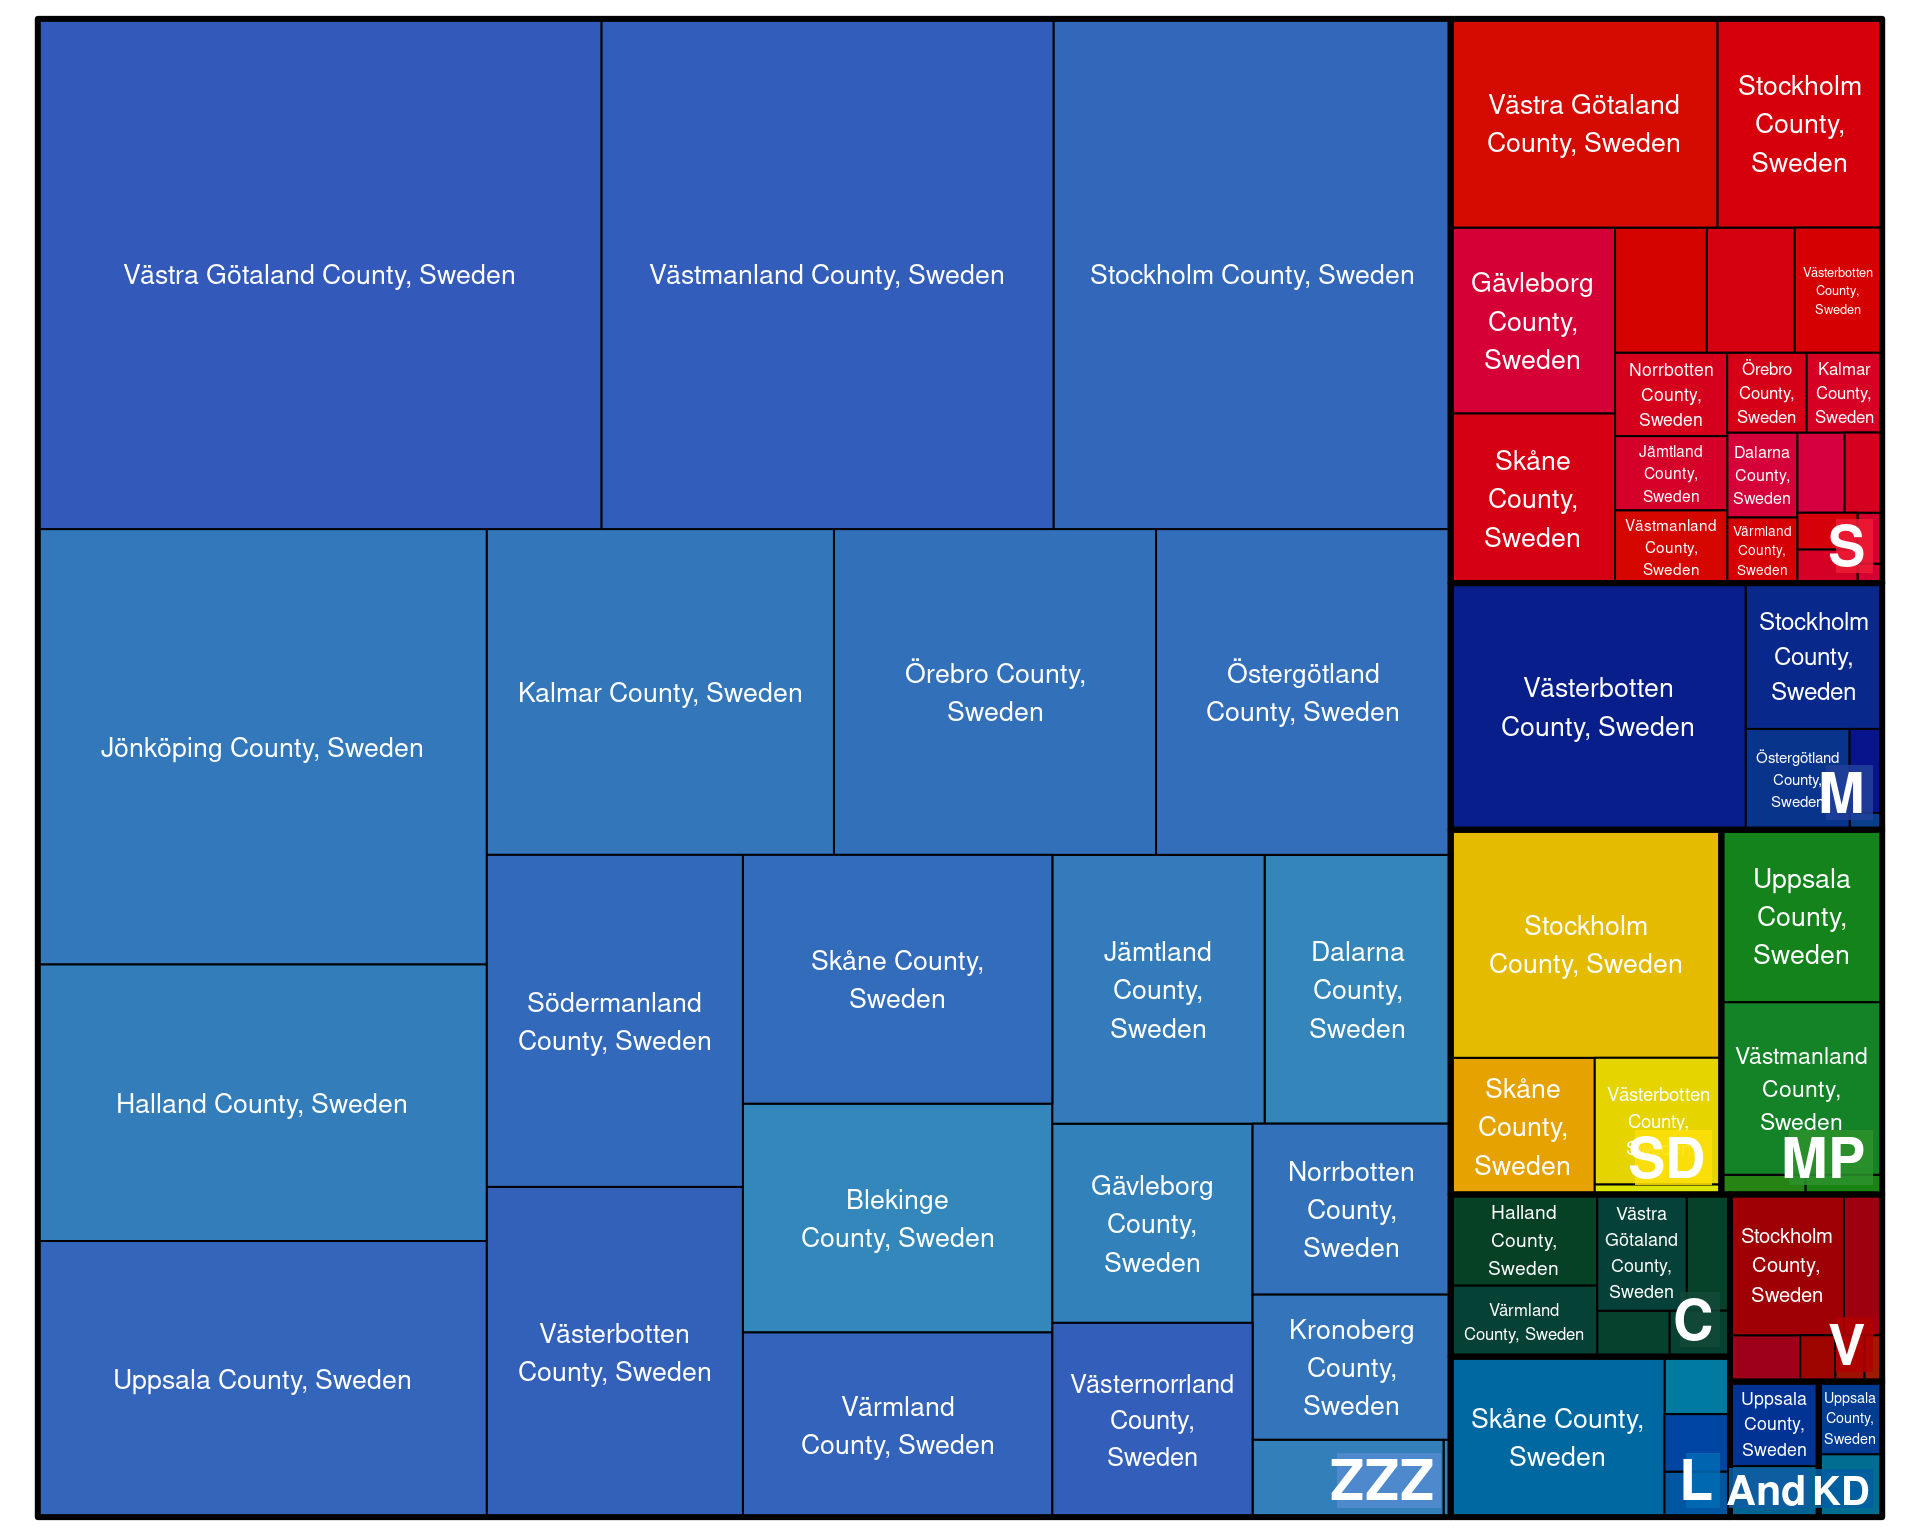 Västra Götaland County, Sweden
Västmanland County, Sweden
Stockholm County, Sweden
Jönköping County, Sweden
Kalmar County, Sweden
Örebro County,
Sweden
Östergötland
County, Sweden
Halland County, Sweden
Uppsala County, Sweden
Södermanland
County, Sweden
Skåne County,
Sweden
Jämtland
County,
Sweden
Dalarna
County,
Sweden
Västerbotten
County, Sweden
Blekinge
County, Sweden
Värmland
County, Sweden
Gävleborg
County,
Sweden
Norrbotten
County,
Sweden
Västernorrland
County,
Sweden
Kronoberg
County,
Sweden
ZZZ
Västra Götaland
County, Sweden
Stockholm
County,
Sweden
Gävleborg
County,
Sweden
Västerbotten
County,
Sweden
Skåne
County,
Sweden
Norrbotten
County,
Sweden
Örebro
County,
Sweden
Kalmar
County,
Sweden
Jämtland
County,
Sweden
Dalarna
County,
Sweden
Västmanland
County,
Sweden
Värmland
County,
Sweden
S
Västerbotten
County, Sweden
Stockholm
County,
Sweden
Östergötland
County,
Sweden
M
Stockholm
County, Sweden
Skåne
County,
Sweden
Västerbotten
County,
SD
Uppsala
County,
Sweden
Västmanland
County,
Sweden
MP
Halland
County,
Sweden
Västra
Götaland
County,
Sweden
Värmland
County, Sweden
C
Stockholm
County,
Sweden
V
Skåne County,
Sweden
L
Uppsala
County,
Sweden
And
Uppsala
County,
Sweden
KD